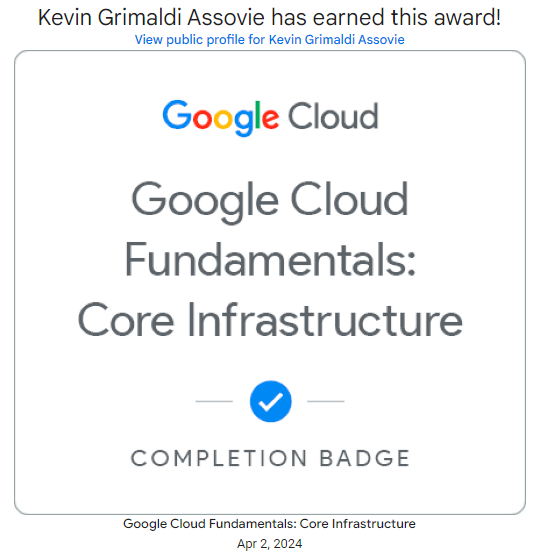 Kevin Grimaldi Assovie has earned this award!
View public profile for Kevin Grimaldi Assovie
Google Cloud
Google Cloud
Fundamentals:
Core Infrastructure
COMPLETION BADGE
Google Cloud Fundamentals: Core Infrastructure
Apr 2, 2024